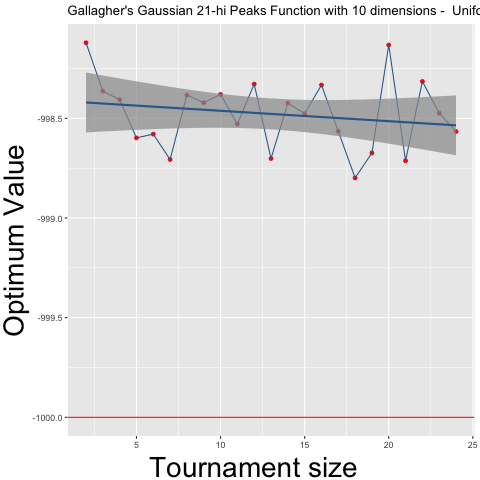 Gallagher's Gaussian 21-hi Peaks Function with 10 dimensions - Unifo
Optimum Value
-998.5
-999.0
-999.5
-1000.0
5 10 15 20 25
Tournament size